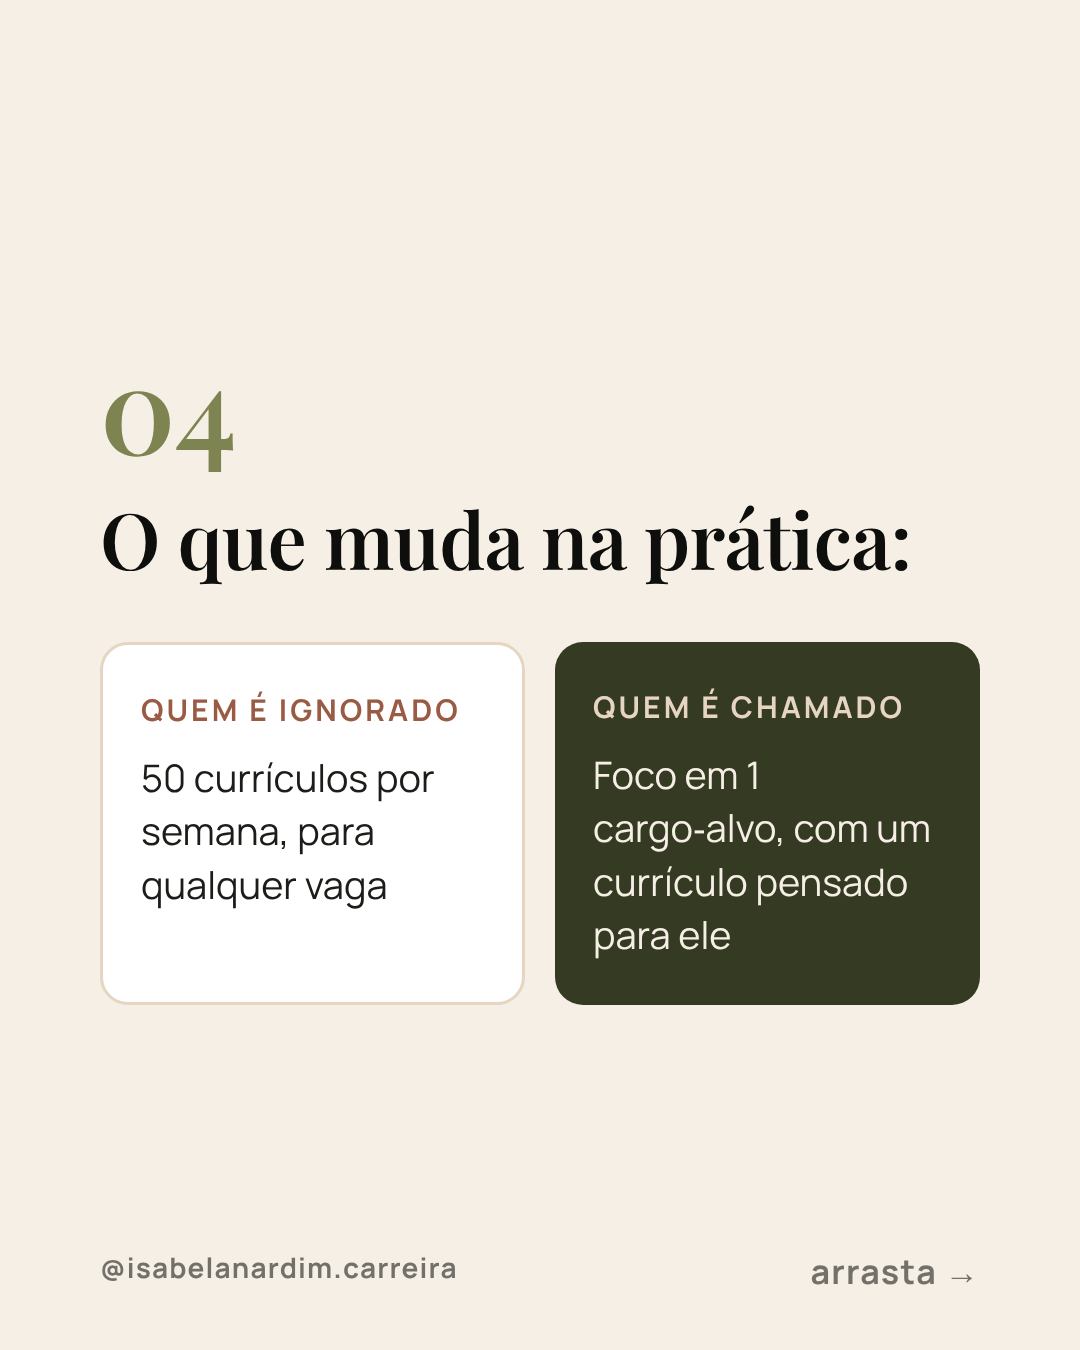 04
O que muda na prática:
QUEM É IGNORADO
50 currículos por
semana, para
qualquer vaga
QUEM É CHAMADO
Foco em 1
cargo-alvo, com um
currículo pensado
para ele
@isabelanardim.carreira
arrasta →